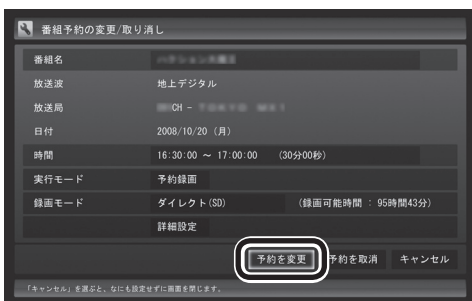 番組予約の変更/取り消し
番組名
放送波 地上デジタル
放送局 CH -
日付 2008/10/20 (月)
時間 16:30:00 ~ 17:00:00 (30分00秒)
実行モード 予約録画
録画モード ダイレクト(SD) (録画可能時間 : 95時間43分)
詳細設定
予約を変更 予約を取消 キャンセル
「キャンセル」を選ぶと、なにも設定せずに画面を閉じます。